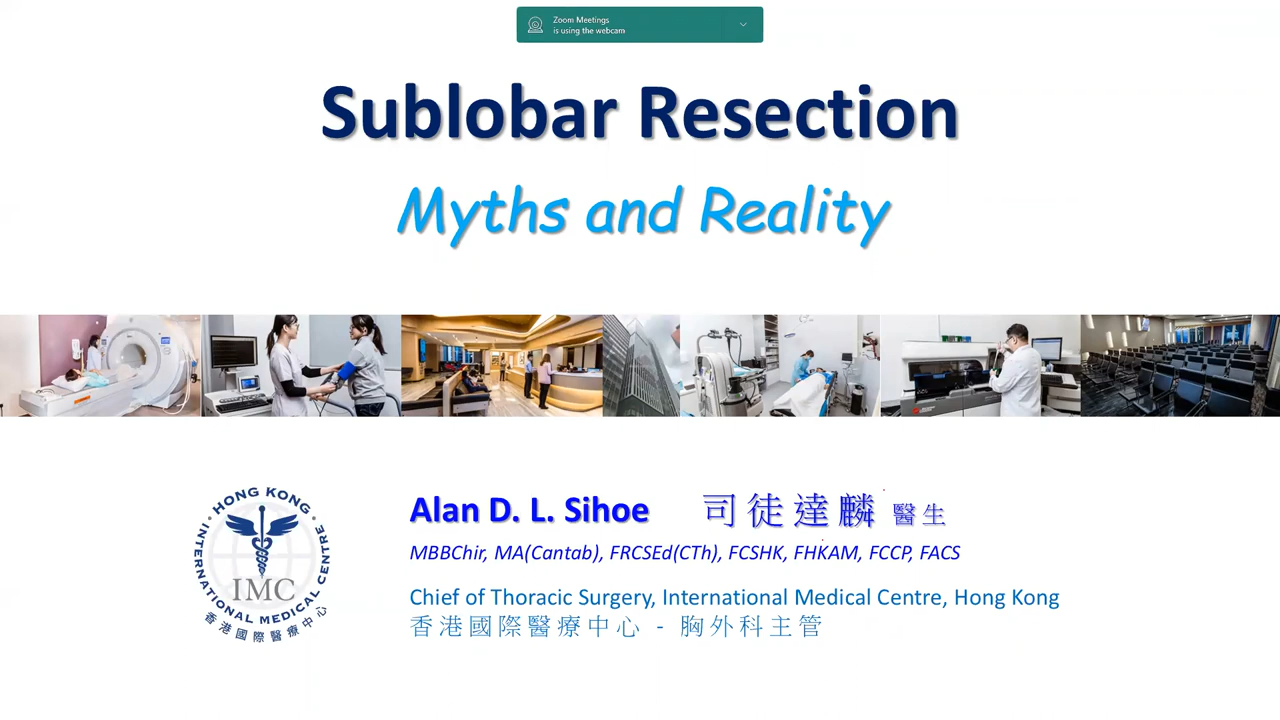 Zoom Meetings
is using the webcam
Sublobar Resection
Myths and Reality
HONG KONG
INTERNATIONAL MEDICAL CENTRE
IMC
香港國際醫療中心
Alan D. L. Sihoe 司徒達麟 醫生
MBBChir, MA(Cantab), FRCSEd(CTh), FCSHK, FHKAM, FCCP, FACS
Chief of Thoracic Surgery, International Medical Centre, Hong Kong
香港國際醫療中心 - 胸外科主管